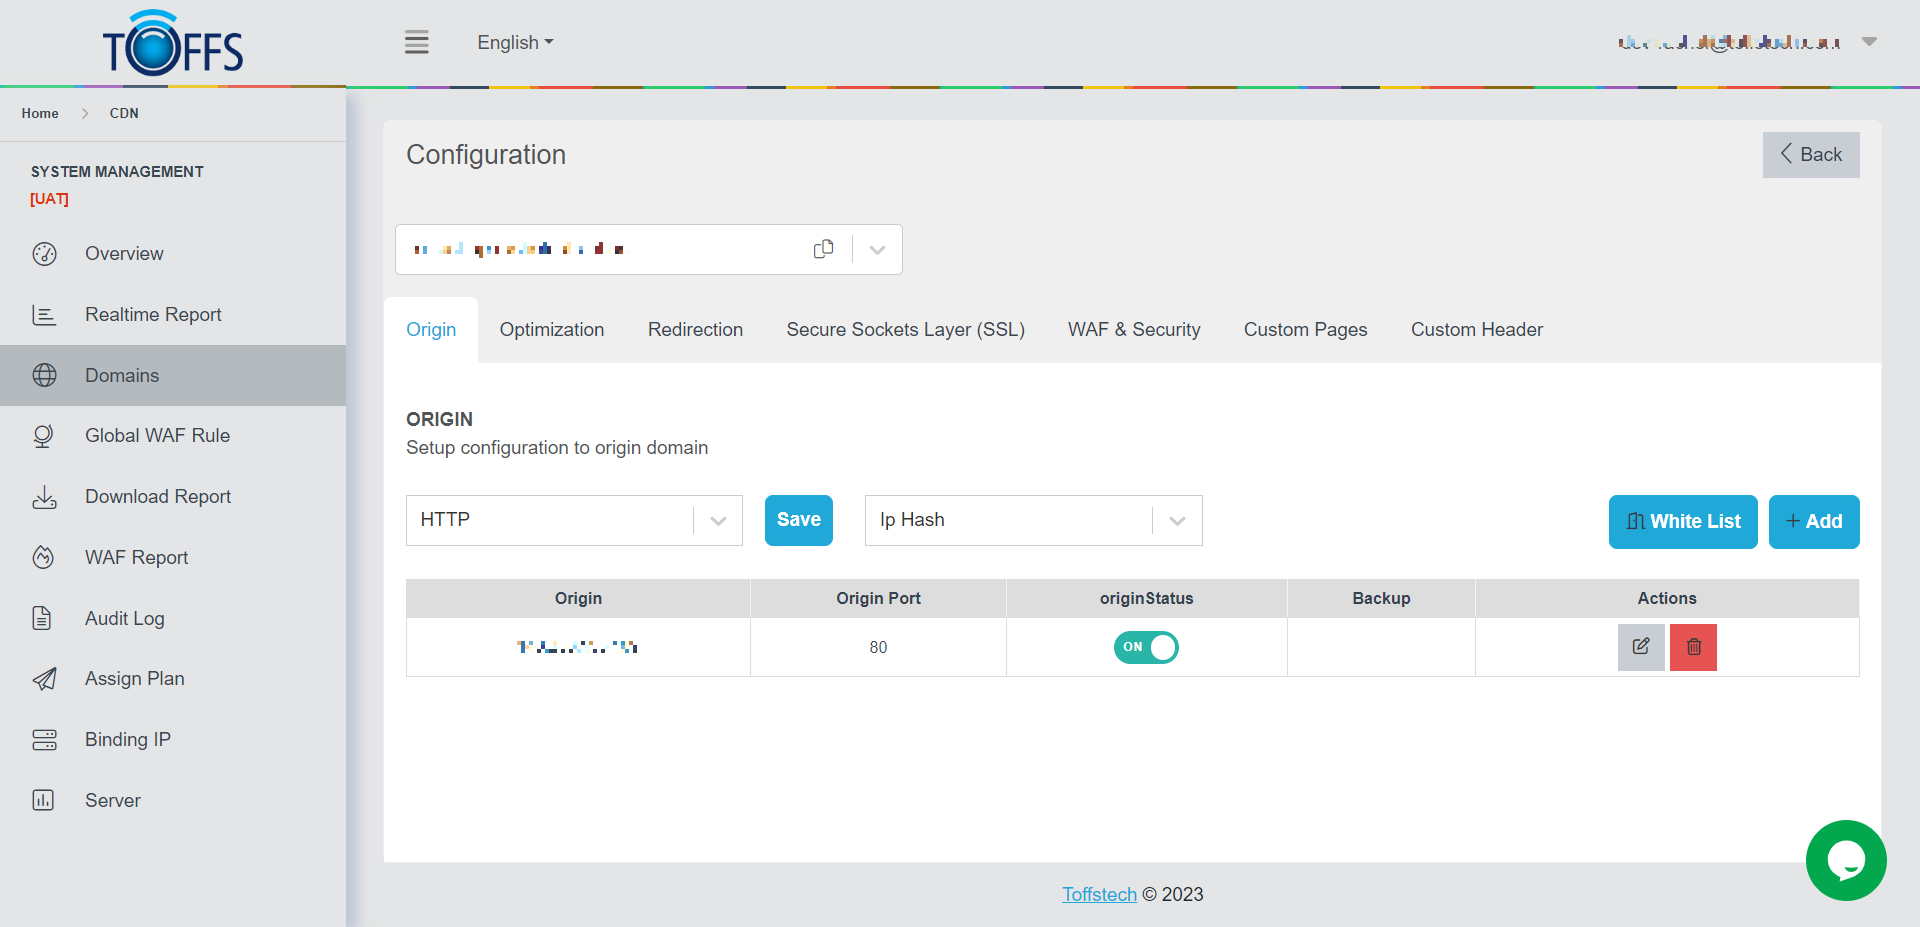 TOFFS
English
Home > CDN
SYSTEM MANAGEMENT
[UAT]
Overview
Realtime Report
Domains
Global WAF Rule
Download Report
WAF Report
Audit Log
Assign Plan
Binding IP
Server
Configuration
Back
Origin Optimization Redirection Secure Sockets Layer (SSL) WAF & Security Custom Pages Custom Header
ORIGIN
Setup configuration to origin domain
HTTP Save Ip Hash White List + Add
Origin Origin Port originStatus Backup Actions
80 ON
Toffstech © 2023